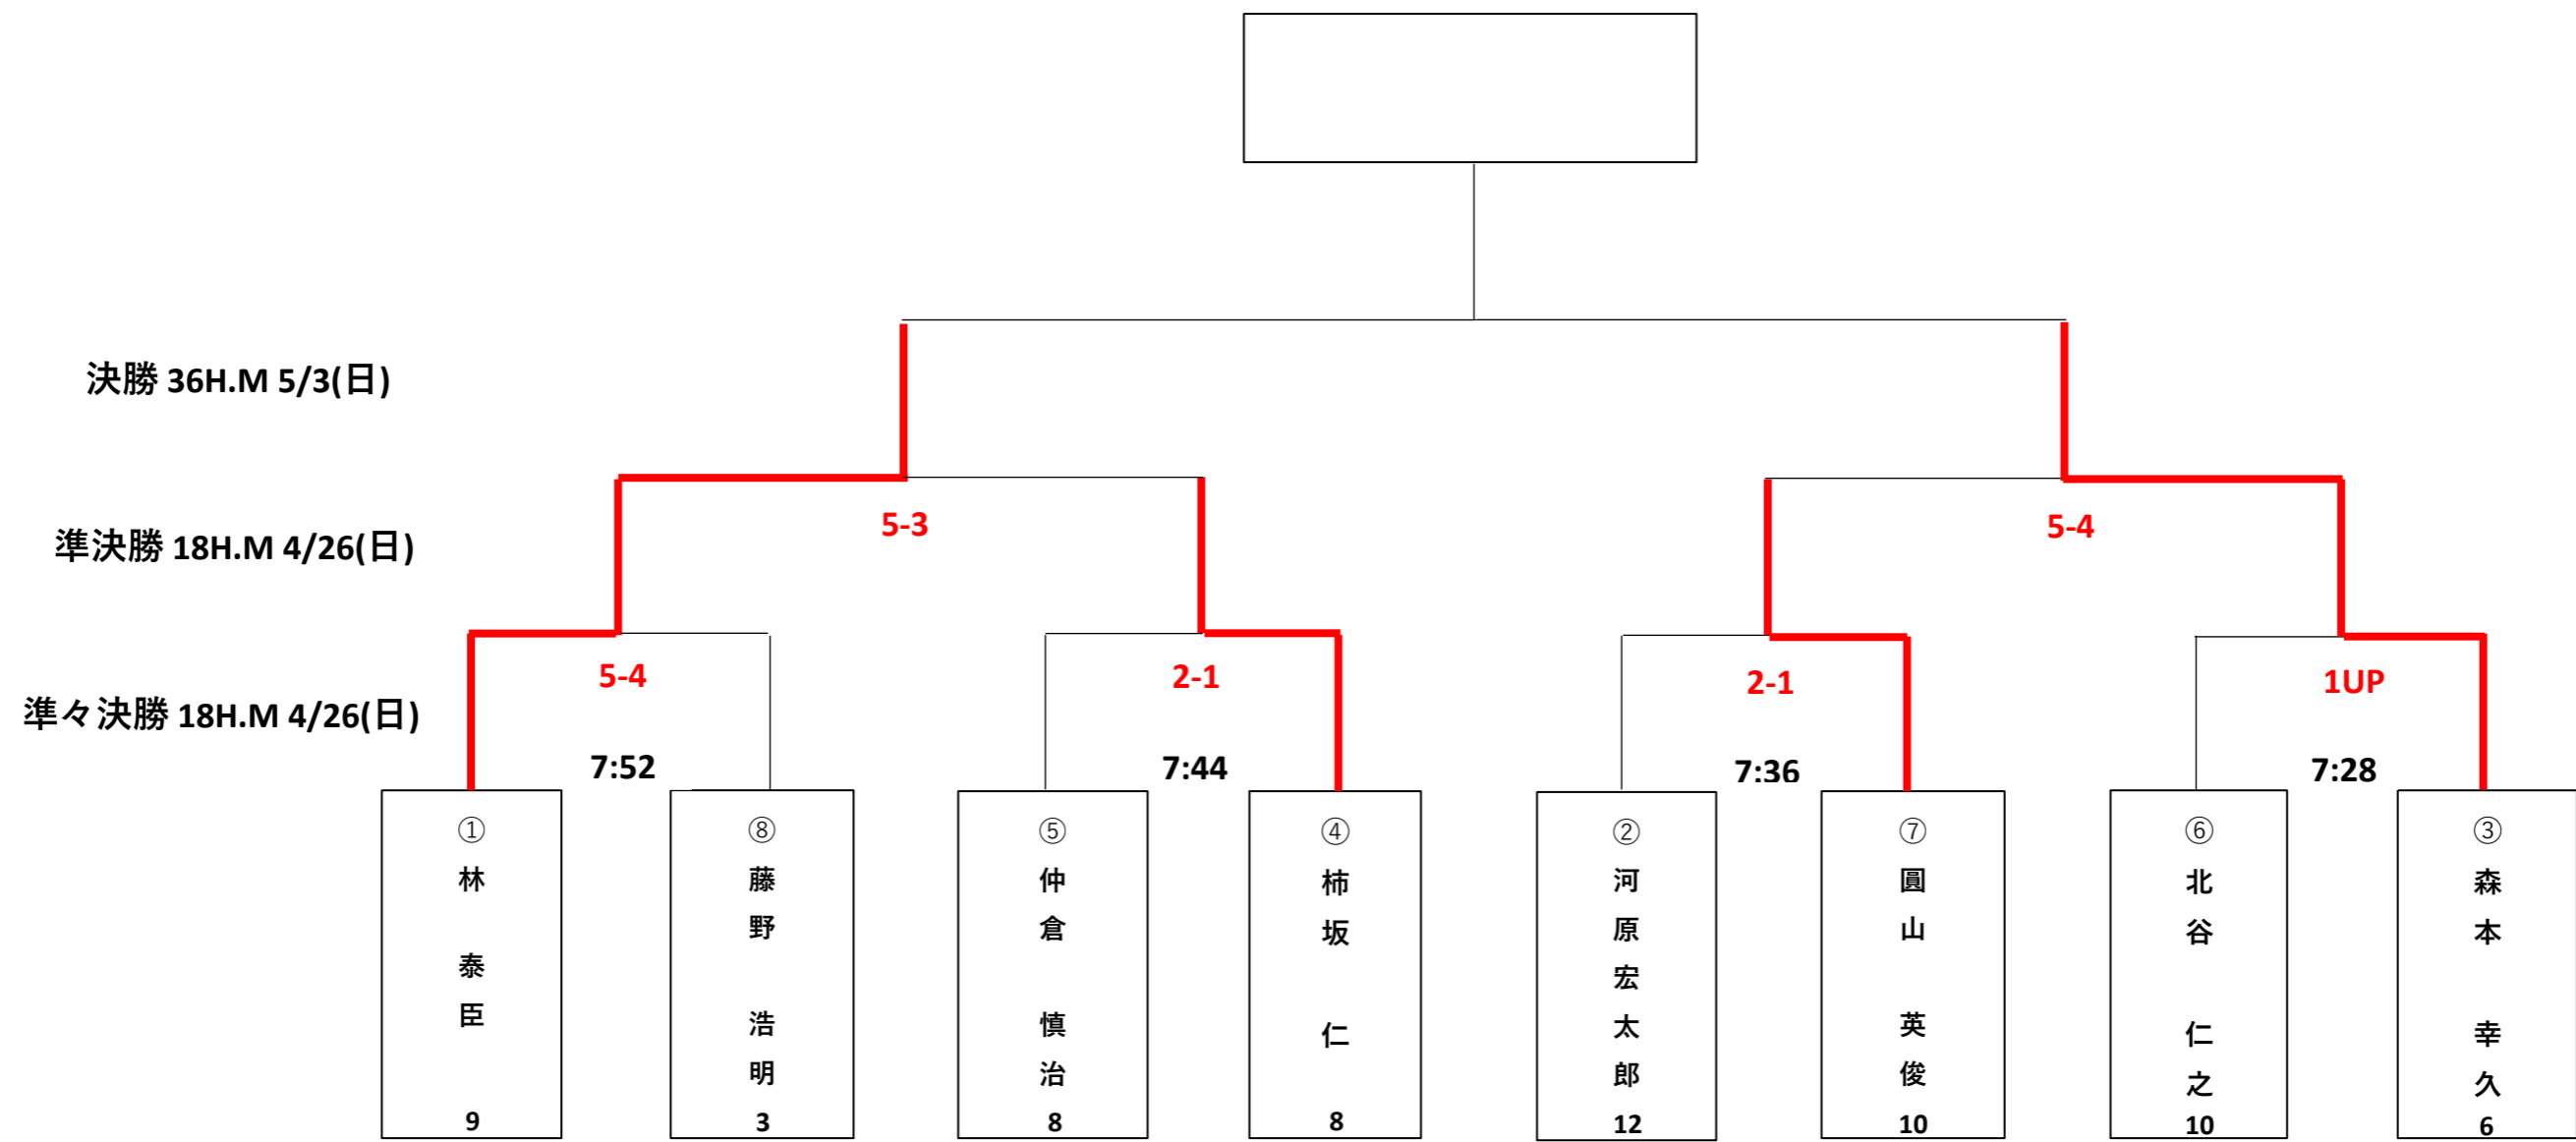 決勝 36H.M 5/3(日)
準決勝 18H.M 4/26(日)
5-3
5-4
準々決勝 18H.M 4/26(日)
5-4
2-1
2-1
1UP
7:52
7:44
7:36
7:28
①林 泰臣 9
⑧藤野 浩明 3
⑤仲倉 慎治 8
④柿坂 仁 8
②河原宏太郎 12
⑦圓山 英俊 10
⑥北谷 仁之 10
③森本 幸久 6